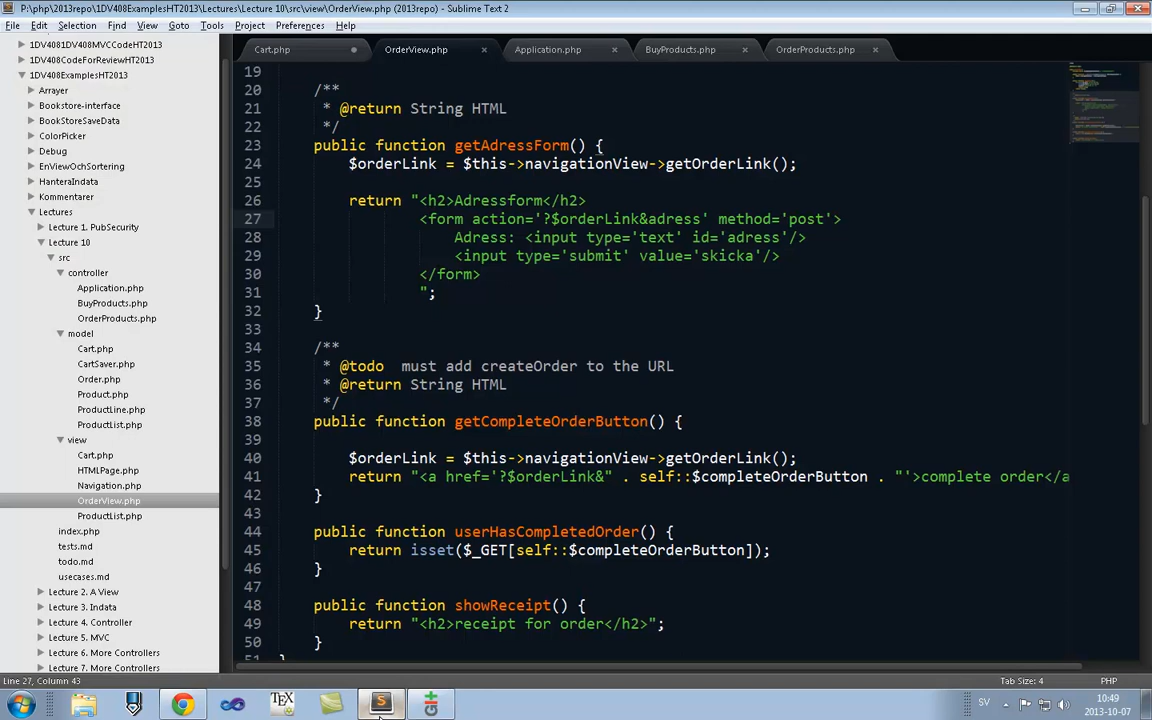 P:\php\2013repo\1DV408ExamplesHT2013\Lectures\Lecture 10\src\view\OrderView.php (2013repo) - Sublime Text 2
File Edit Selection Find View Goto Tools Project Preferences Help
1DV4081DV408MVCCodeHT2013
1DV408CodeForReviewHT2013
1DV408ExamplesHT2013
Arrayer
Bookstore-interface
BookStoreSaveData
ColorPicker
Debug
EnViewOchSortering
HanteraIndata
Kommentarer
Lectures
Lecture 1. PubSecurity
Lecture 10
src
controller
Application.php
BuyProducts.php
OrderProducts.php
model
Cart.php
CartSaver.php
Order.php
Product.php
ProductLine.php
ProductList.php
view
Cart.php
HTMLPage.php
Navigation.php
OrderView.php
ProductList.php
index.php
tests.md
todo.md
usecases.md
Lecture 2. A View
Lecture 3. Indata
Lecture 4. Controller
Lecture 5. MVC
Lecture 6. More Controllers
Lecture 7. More Controllers
Cart.php OrderView.php Application.php BuyProducts.php OrderProducts.php
19
20 /**
21 * @return String HTML
22 */
23 public function getAdressForm() {
24 $orderLink = $this->navigationView->getOrderLink();
25
26 return "<h2>Adressform</h2>
27 <form action='?$orderLink&adress' method='post'>
28 Adress: <input type='text' id='adress'/>
29 <input type='submit' value='skicka'/>
30 </form>
31 ";
32 }
33
34 /**
35 * @todo  must add createOrder to the URL
36 * @return String HTML
37 */
38 public function getCompleteOrderButton() {
39
40 $orderLink = $this->navigationView->getOrderLink();
41 return "<a href='?$orderLink&" . self::$completeOrderButton . "'>complete order</a
42 }
43
44 public function userHasCompletedOrder() {
45 return isset($_GET[self::$completeOrderButton]);
46 }
47
48 public function showReceipt() {
49 return "<h2>receipt for order</h2>";
50 }
51 }
Line 27, Column 43 Tab Size: 4 PHP
SV 10:49
2013-10-07